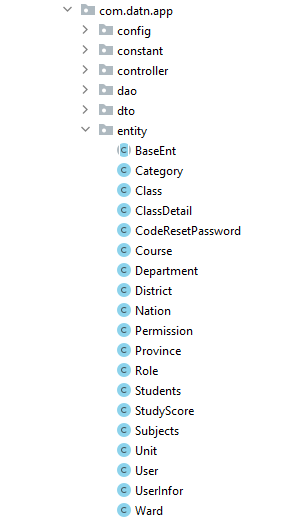 com.datn.app
config
constant
controller
dao
dto
entity
BaseEnt
Category
Class
ClassDetail
CodeResetPassword
Course
Department
District
Nation
Permission
Province
Role
Students
StudyScore
Subjects
Unit
User
UserInfor
Ward